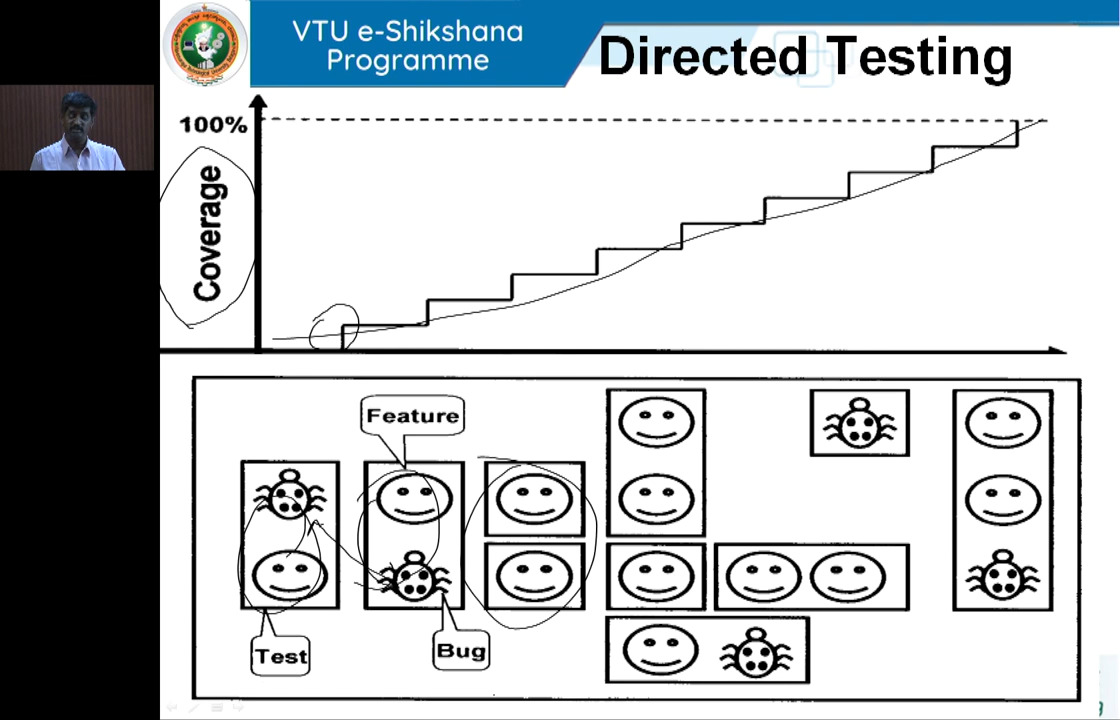 VTU e-Shikshana
Programme
Directed Testing
100%
Coverage
Feature
Test
Bug